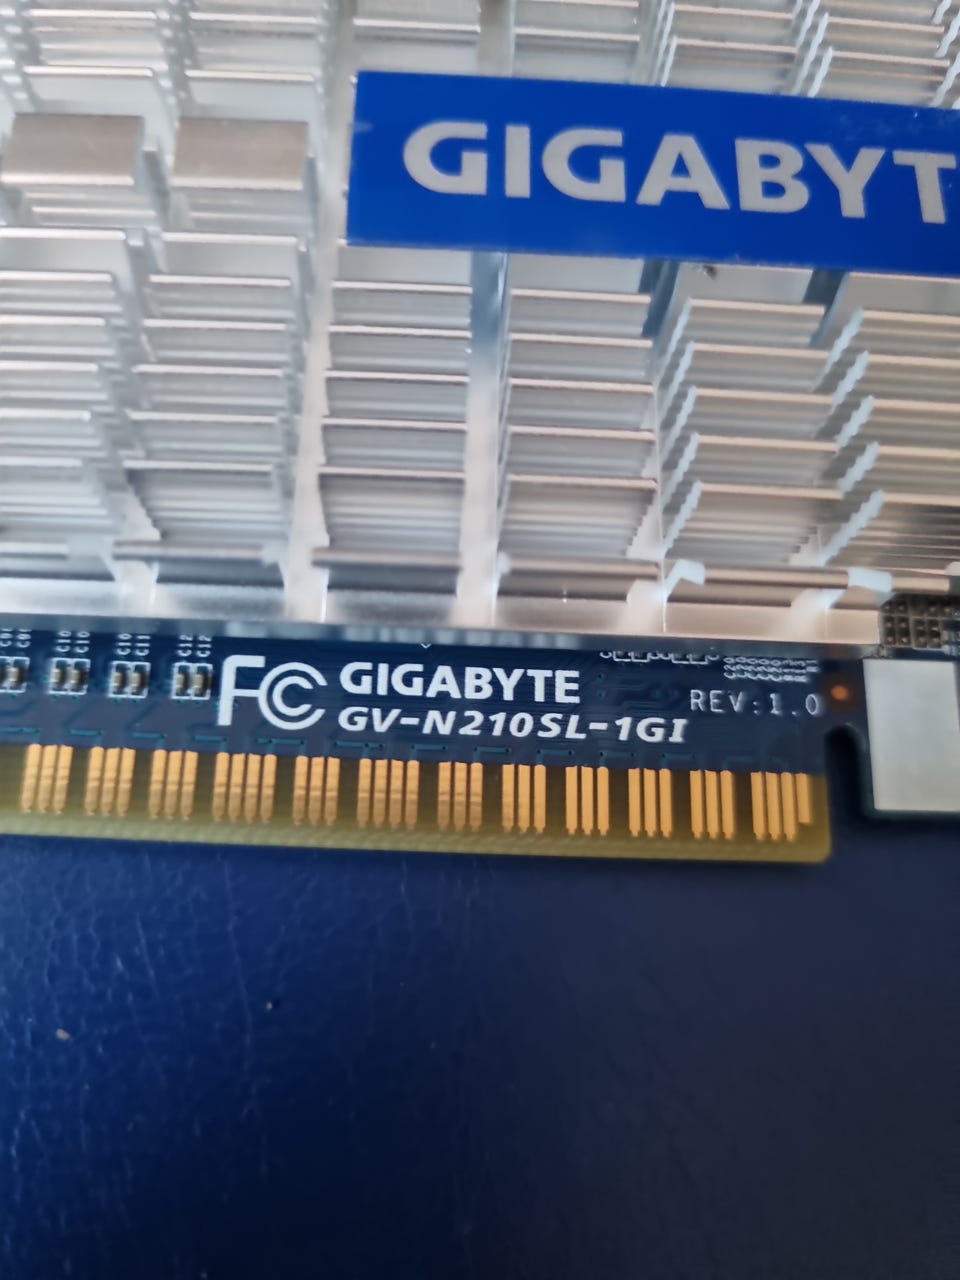 GIGABYT
GIGABYTE
GV-N210SL-1GI
REV:1.0